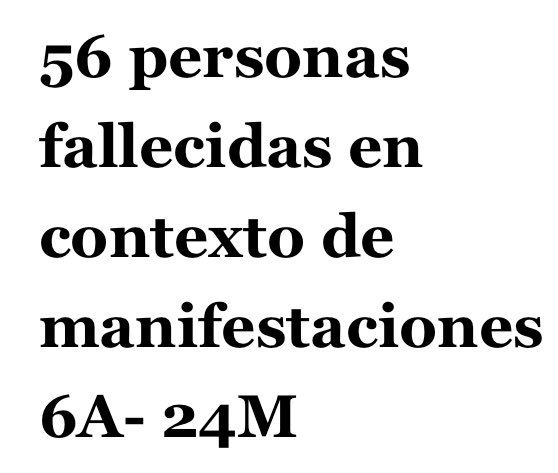 56 personas
fallecidas en
contexto de
manifestaciones
6A- 24M